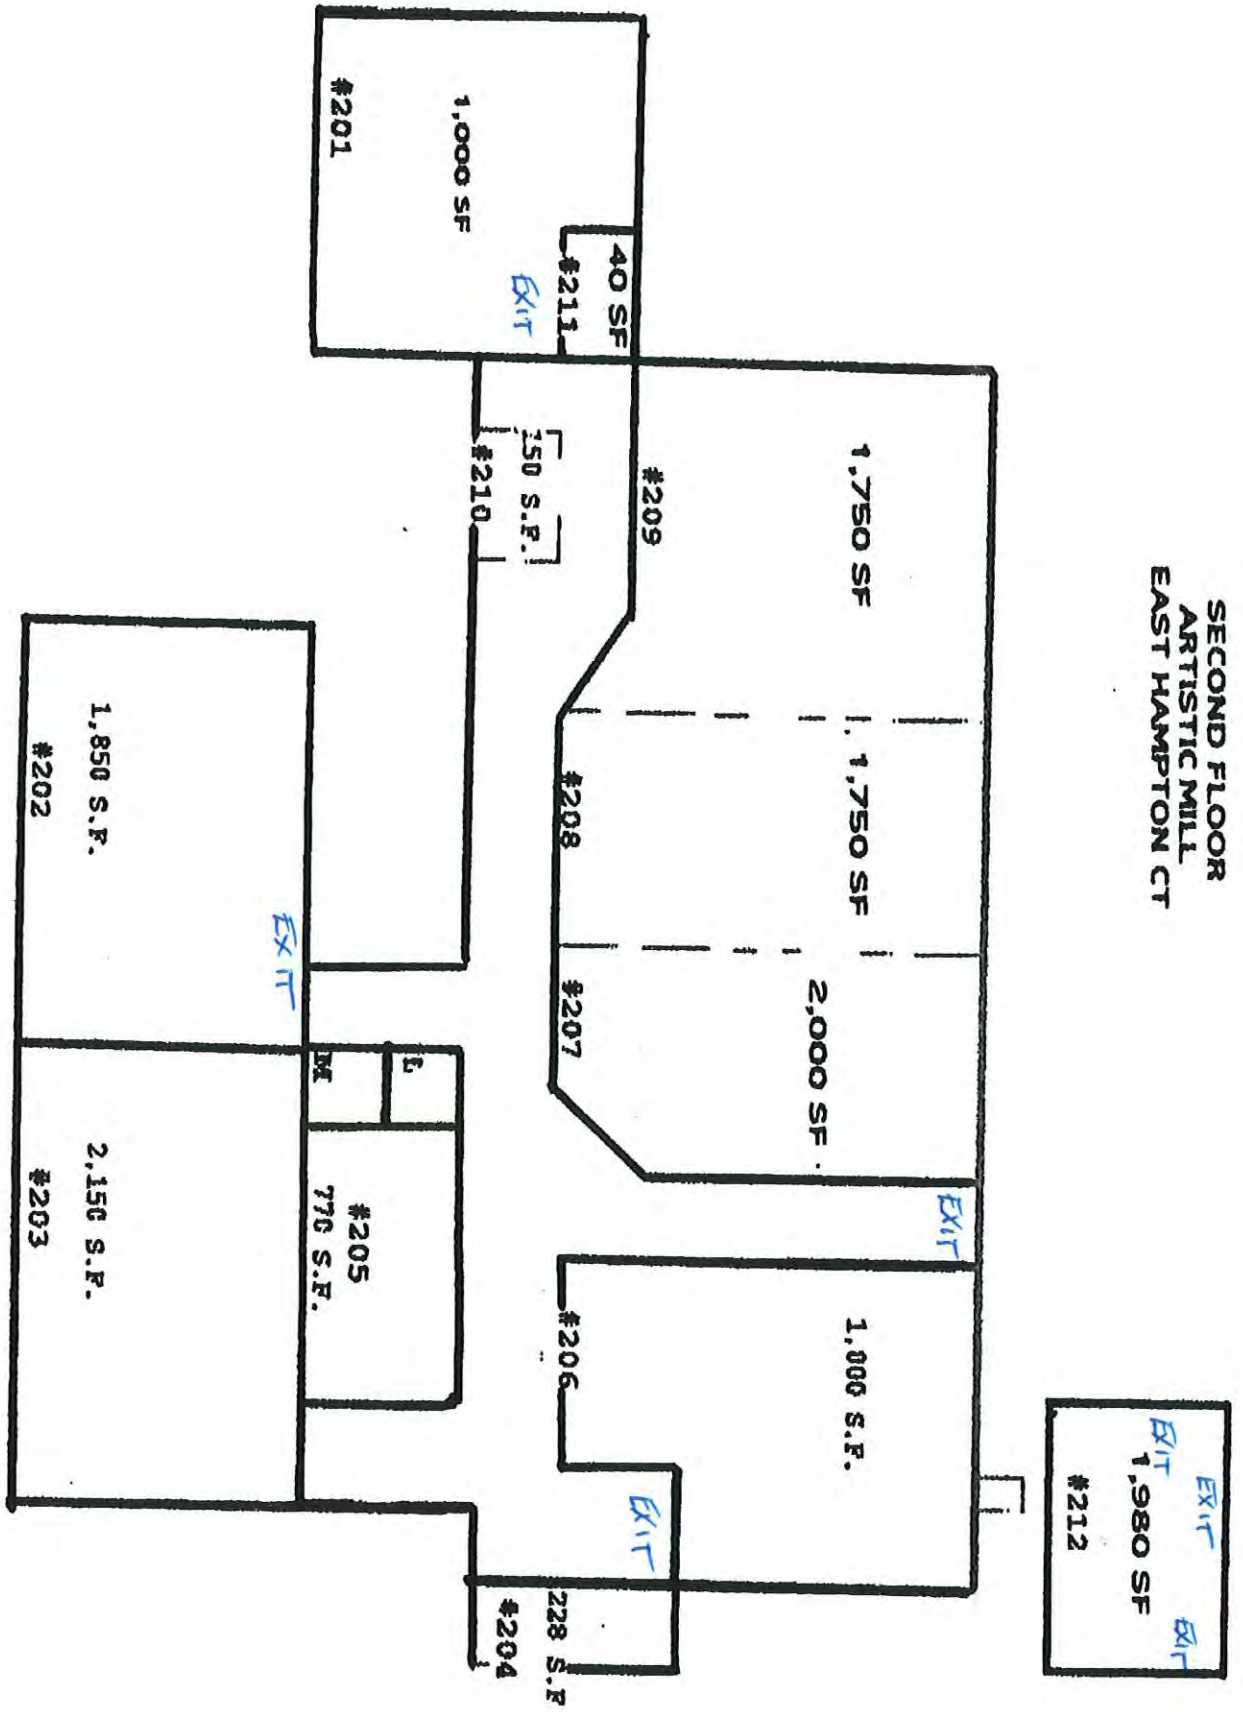 SECOND FLOOR
ARTISTIC MILL
EAST HAMPTON CT
EXIT
EXIT
EXIT
1,980 SF
#212
EXIT
1,750 SF
1,750 SF
2,000 SF
1,000 S.F.
#209
EXIT
40 SF
#211
#208
#207
#206
150 S.F.
#210
228 S.F
#204
EXIT
1,000 SF
#201
L
M
#205
770 S.F.
EXIT
1,850 S.F.
#202
2,150 S.F.
#203